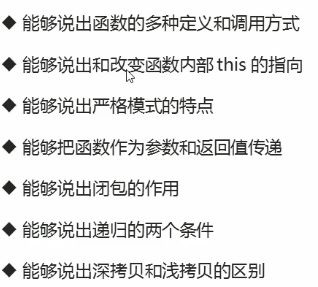 ◆ 能够说出函数的多种定义和调用方式
◆ 能够说出和改变函数内部 this 的指向
◆ 能够说出严格模式的特点
◆ 能够把函数作为参数和返回值传递
◆ 能够说出闭包的作用
◆ 能够说出递归的两个条件
◆ 能够说出深拷贝和浅拷贝的区别